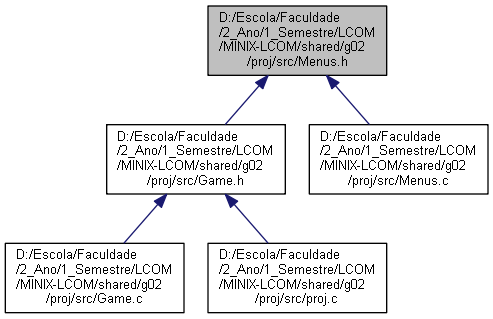 D:/Escola/Faculdade
/2_Ano/1_Semestre/LCOM
/MINIX-LCOM/shared/g02
/proj/src/Menus.h
D:/Escola/Faculdade
/2_Ano/1_Semestre/LCOM
/MINIX-LCOM/shared/g02
/proj/src/Game.h
D:/Escola/Faculdade
/2_Ano/1_Semestre/LCOM
/MINIX-LCOM/shared/g02
/proj/src/Menus.c
D:/Escola/Faculdade
/2_Ano/1_Semestre/LCOM
/MINIX-LCOM/shared/g02
/proj/src/Game.c
D:/Escola/Faculdade
/2_Ano/1_Semestre/LCOM
/MINIX-LCOM/shared/g02
/proj/src/proj.c